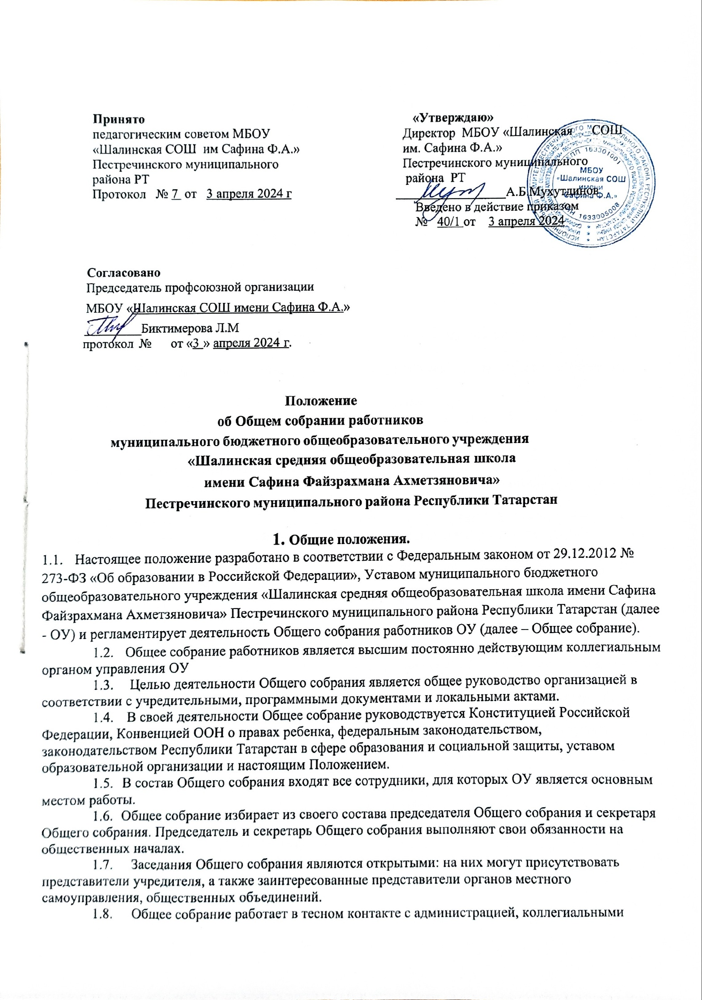 Принято
педагогическим советом МБОУ
«Шалинская СОШ им Сафина Ф.А.»
Пестречинского муниципального
района РТ
Протокол № 7 от 3 апреля 2024 г
«Утверждаю»
Директор МБОУ «Шалинская СОШ
им. Сафина Ф.А.»
Пестречинского муниципального
района РТ
А.Б.Мухутдинов.
Введено в действие приказом
№ 40/1 от 3 апреля 2024
КПП 163301001
МБОУ
«Шалинская СОШ
имени
Сафина Ф.А.»
ИНН 1633005008
Согласовано
Председатель профсоюзной организации
МБОУ «Шалинская СОШ имени Сафина Ф.А.»
Биктимерова Л.М
протокол № от «3 » апреля 2024 г.
Положение
об Общем собрании работников
муниципального бюджетного общеобразовательного учреждения
«Шалинская средняя общеобразовательная школа
имени Сафина Файзрахмана Ахметзяновича»
Пестречинского муниципального района Республики Татарстан
1. Общие положения.
1.1. Настоящее положение разработано в соответствии с Федеральным законом от 29.12.2012 №
273-ФЗ «Об образовании в Российской Федерации», Уставом муниципального бюджетного
общеобразовательного учреждения «Шалинская средняя общеобразовательная школа имени Сафина
Файзрахмана Ахметзяновича» Пестречинского муниципального района Республики Татарстан (далее
- ОУ) и регламентирует деятельность Общего собрания работников ОУ (далее – Общее собрание).
1.2. Общее собрание работников является высшим постоянно действующим коллегиальным
органом управления ОУ
1.3. Целью деятельности Общего собрания является общее руководство организацией в
соответствии с учредительными, программными документами и локальными актами.
1.4. В своей деятельности Общее собрание руководствуется Конституцией Российской
Федерации, Конвенцией ООН о правах ребенка, федеральным законодательством,
законодательством Республики Татарстан в сфере образования и социальной защиты, уставом
образовательной организации и настоящим Положением.
1.5. В состав Общего собрания входят все сотрудники, для которых ОУ является основным
местом работы.
1.6. Общее собрание избирает из своего состава председателя Общего собрания и секретаря
Общего собрания. Председатель и секретарь Общего собрания выполняют свои обязанности на
общественных началах.
1.7. Заседания Общего собрания являются открытыми: на них могут присутствовать
представители учредителя, а также заинтересованные представители органов местного
самоуправления, общественных объединений.
1.8. Общее собрание работает в тесном контакте с администрацией, коллегиальными